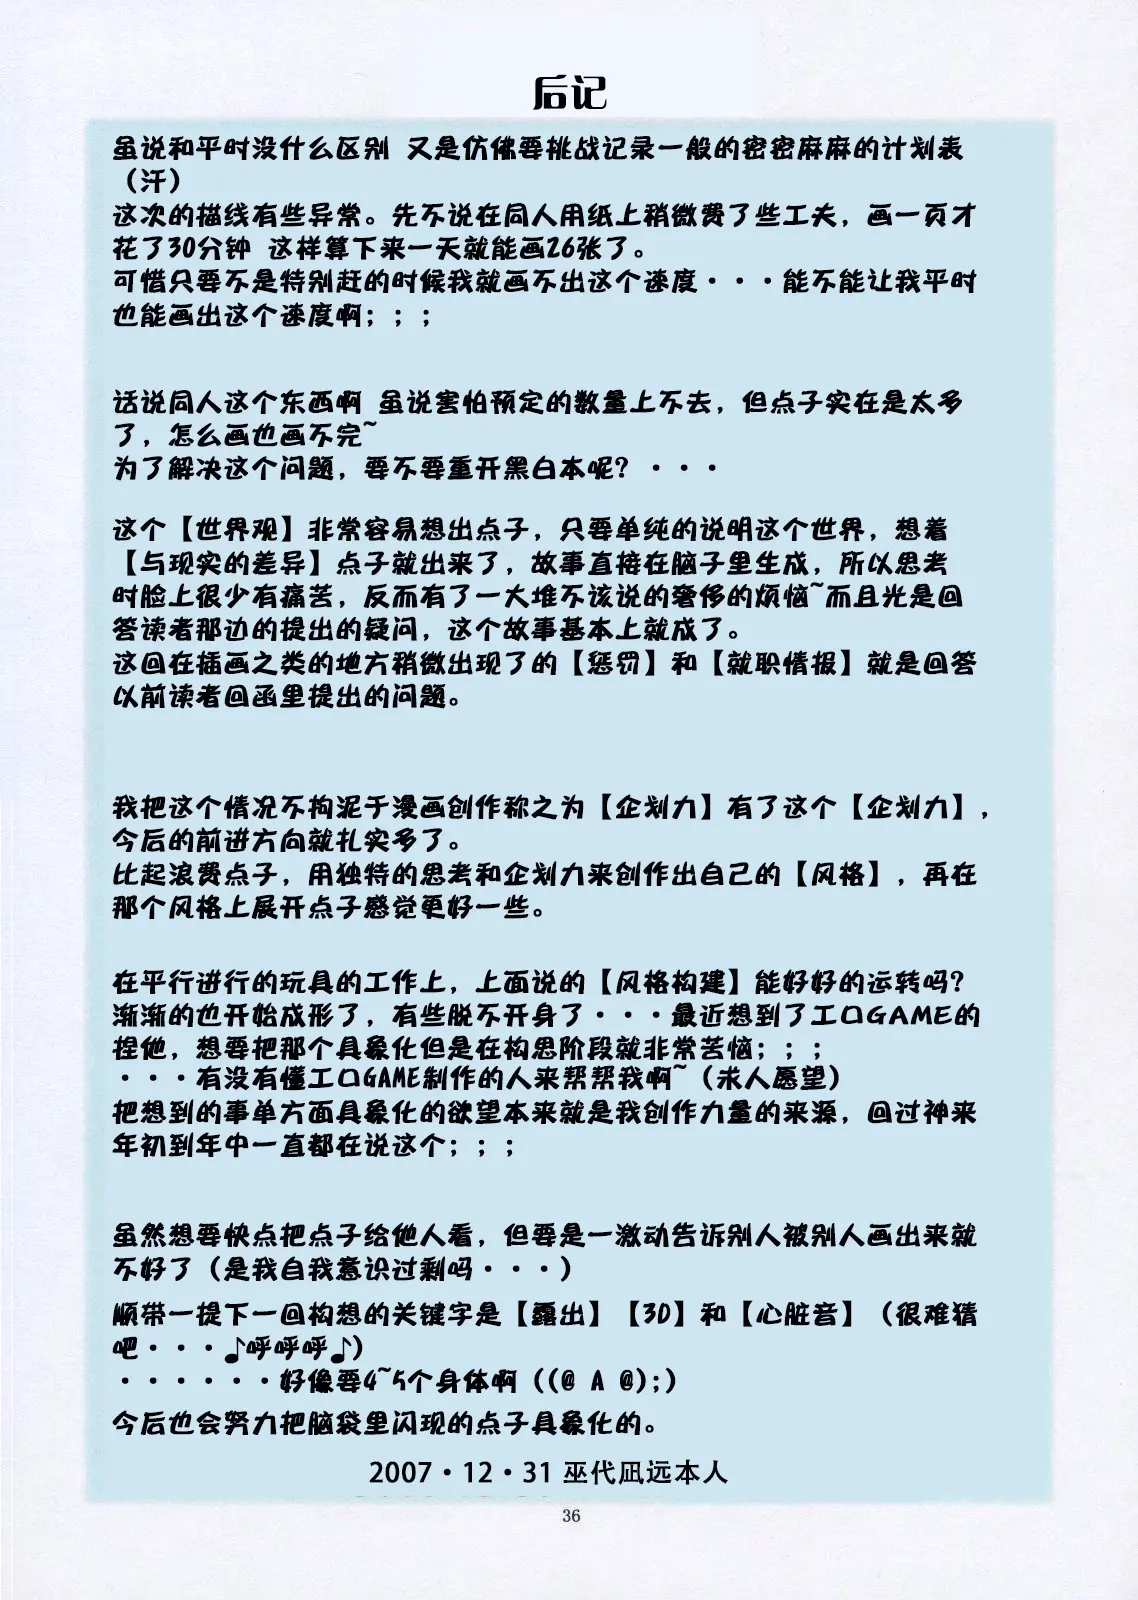 后记
虽说和平时没什么区别 又是仿佛要挑战记录一般的密密麻麻的计划表
（汗）
这次的描线有些异常。先不说在同人用纸上稍微费了些工夫，画一页才
花了30分钟 这样算下来一天就能画26张了。
可惜只要不是特别赶的时候我就画不出这个速度・・・能不能让我平时
也能画出这个速度啊；；；
话说同人这个东西啊 虽说害怕预定的数量上不去，但点子实在是太多
了，怎么画也画不完~
为了解决这个问题，要不要重开黑白本呢？・・・
这个【世界观】非常容易想出点子，只要单纯的说明这个世界，想着
【与现实的差异】点子就出来了，故事直接在脑子里生成，所以思考
时脸上很少有痛苦，反而有了一大堆不该说的奢侈的烦恼~而且光是回
答读者那边的提出的疑问，这个故事基本上就成了。
这回在插画之类的地方稍微出现了的【惩罚】和【就职情报】就是回答
以前读者回函里提出的问题。
我把这个情况不拘泥于漫画创作称之为【企划力】有了这个【企划力】，
今后的前进方向就扎实多了。
比起浪费点子，用独特的思考和企划力来创作出自己的【风格】，再在
那个风格上展开点子感觉更好一些。
在平行进行的玩具的工作上，上面说的【风格构建】能好好的运转吗？
渐渐的也开始成形了，有些脱不开身了・・・最近想到了工口GAME的
捏他，想要把那个具象化但是在构思阶段就非常苦恼；；；
・・・有没有懂工口GAME制作的人来帮帮我啊~（求人愿望）
把想到的事单方面具象化的欲望本来就是我创作力量的来源，回过神来
年初到年中一直都在说这个；；；
虽然想要快点把点子给他人看，但要是一激动告诉别人被别人画出来就
不好了（是我自我意识过剩吗・・・）
顺带一提下一回构想的关键字是【露出】【3D】和【心脏音】（很难猜
吧・・・♪呼呼呼♪）
・・・・・・好像要4~5个身体啊（(@ A @);）
今后也会努力把脑袋里闪现的点子具象化的。
2007・12・31 巫代凪远本人
36